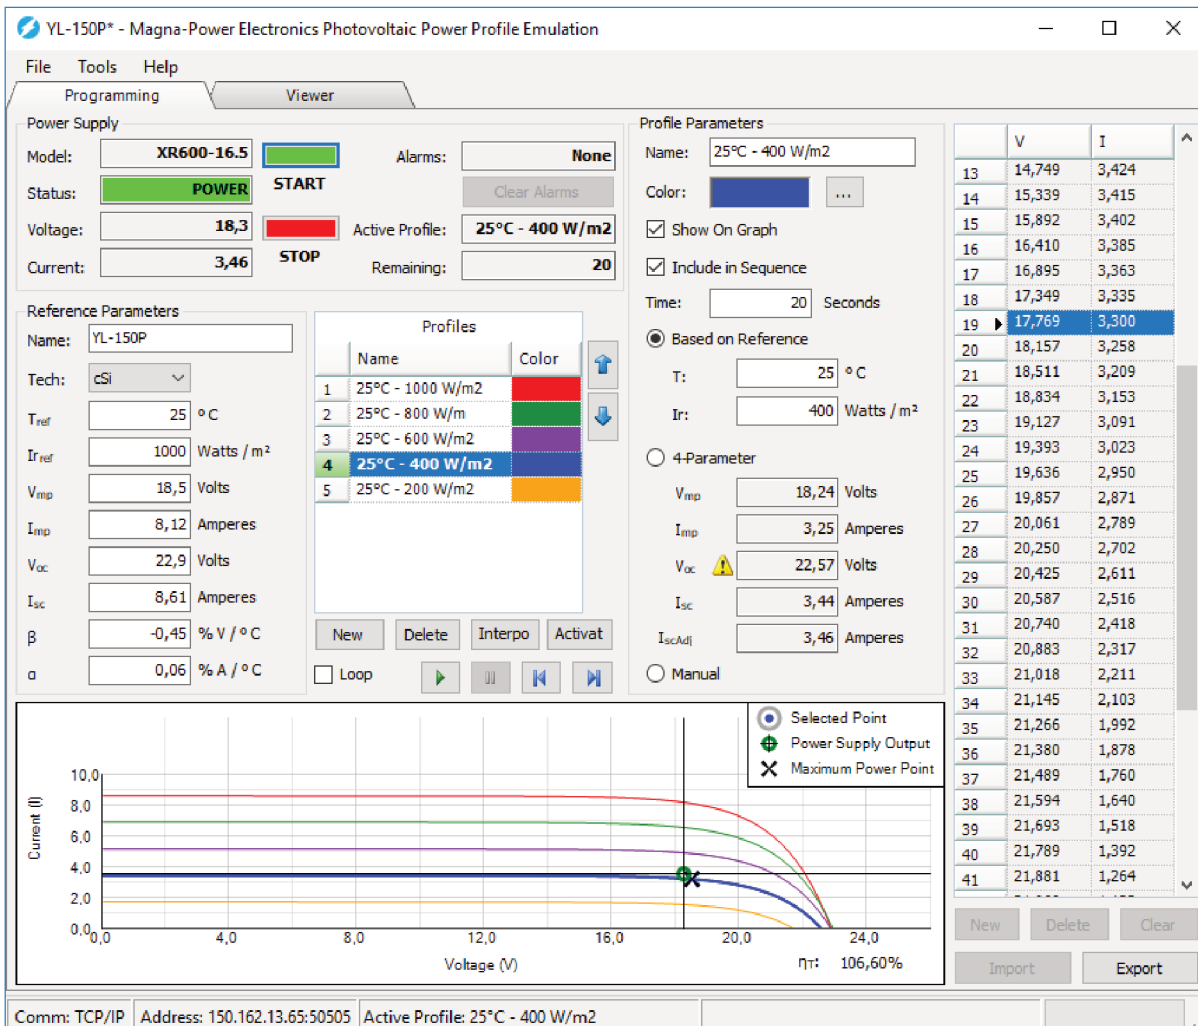 YL-150P* - Magna-Power Electronics Photovoltaic Power Profile Emulation
File Tools Help
Programming Viewer
Power Supply
Model: XR600-16.5
START
Status: POWER
Voltage: 18,3
STOP
Current: 3,46
Alarms: None
Clear Alarms
Active Profile: 25°C - 400 W/m2
Remaining: 20
Reference Parameters
Name: YL-150P
Tech: cSi
Tref 25 º C
Irref 1000 Watts / m²
Vmp 18,5 Volts
Imp 8,12 Amperes
Voc 22,9 Volts
Isc 8,61 Amperes
β -0,45 % V / º C
α 0,06 % A / º C
Profiles
Name Color
1 25°C - 1000 W/m2
2 25°C - 800 W/m
3 25°C - 600 W/m2
4 25°C - 400 W/m2
5 25°C - 200 W/m2
New Delete Interpo Activat
Loop
Profile Parameters
Name: 25°C - 400 W/m2
Color: ...
Show On Graph
Include in Sequence
Time: 20 Seconds
Based on Reference
T: 25 º C
Ir: 400 Watts / m²
4-Parameter
Vmp 18,24 Volts
Imp 3,25 Amperes
Voc 22,57 Volts
Isc 3,44 Amperes
IscAdj 3,46 Amperes
Manual
V I
13 14,749 3,424
14 15,339 3,415
15 15,892 3,402
16 16,410 3,385
17 16,895 3,363
18 17,349 3,335
19 17,769 3,300
20 18,157 3,258
21 18,511 3,209
22 18,834 3,153
23 19,127 3,091
24 19,393 3,023
25 19,636 2,950
26 19,857 2,871
27 20,061 2,789
28 20,250 2,702
29 20,425 2,611
30 20,587 2,516
31 20,740 2,418
32 20,883 2,317
33 21,018 2,211
34 21,145 2,103
35 21,266 1,992
36 21,380 1,878
37 21,489 1,760
38 21,594 1,640
39 21,693 1,518
40 21,789 1,392
41 21,881 1,264
New Delete Clear
Import Export
Selected Point
Power Supply Output
Maximum Power Point
Current (I)
10,0
8,0
6,0
4,0
2,0
0,0
0,0 4,0 8,0 12,0 16,0 20,0 24,0
Voltage (V)
ηT: 106,60%
Comm: TCP/IP Address: 150.162.13.65:50505 Active Profile: 25°C - 400 W/m2